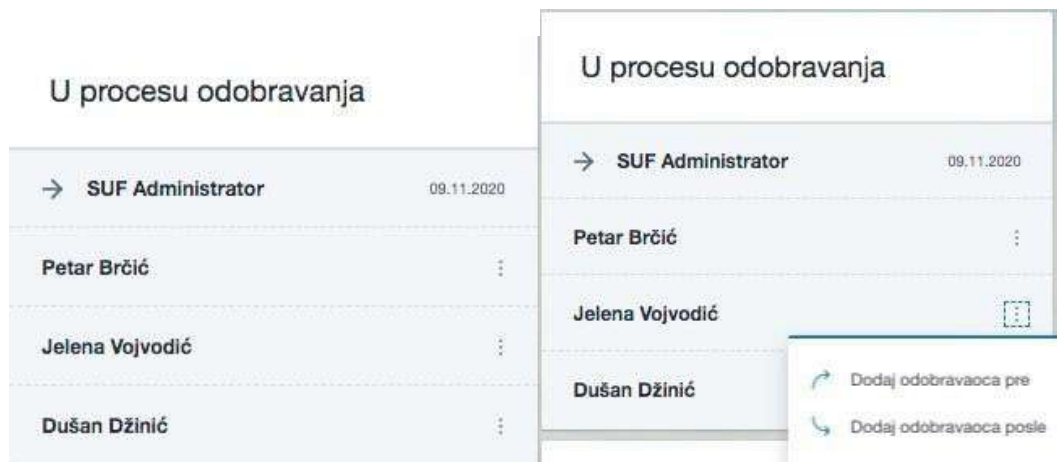 U procesu odobravanja
SUF Administrator 09.11.2020
Petar Brčić
Jelena Vojvodić
Dušan Džinić
U procesu odobravanja
SUF Administrator 09.11.2020
Petar Brčić
Jelena Vojvodić
Dušan Džinić
Dodaj odobravaoca pre
Dodaj odobravaoca posle